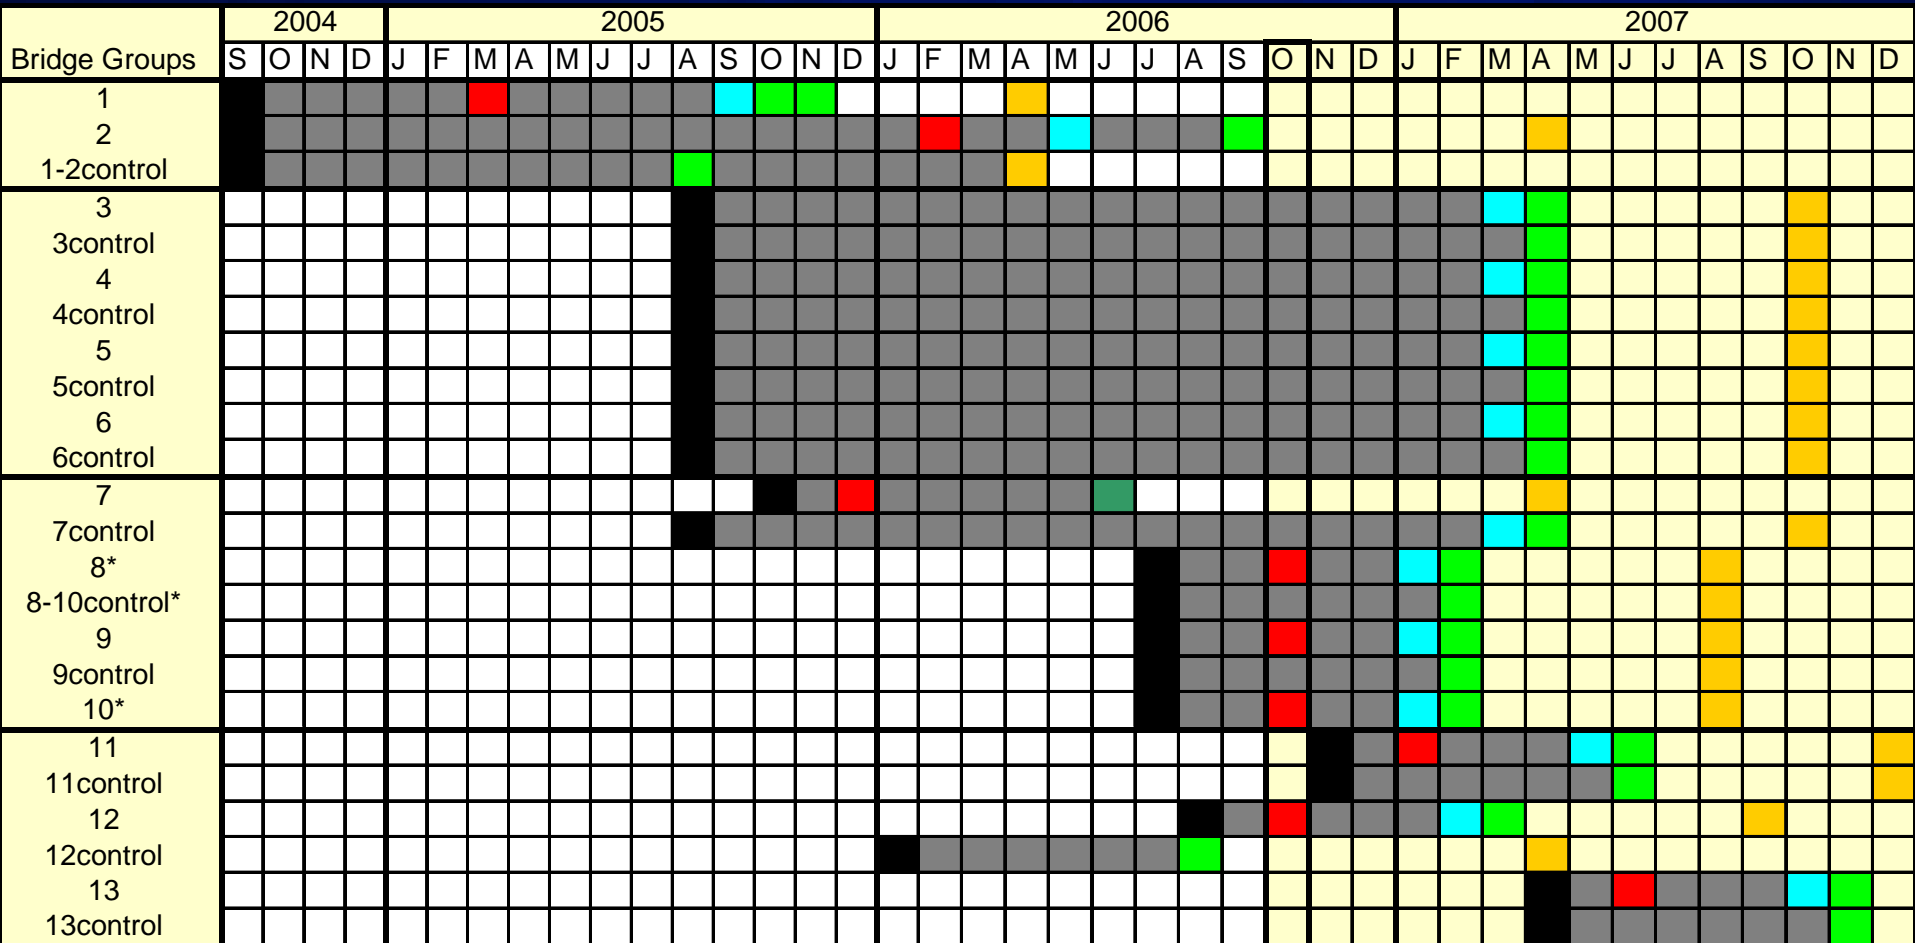 2004 2005 2006 2007
Bridge Groups S O N D J F M A M J J A S O N D J F M A M J J A S O N D J F M A M J J A S O N D
1
2
1-2control
3
3control
4
4control
5
5control
6
6control
7
7control
8*
8-10control*
9
9control
10*
11
11control
12
12control
13
13control